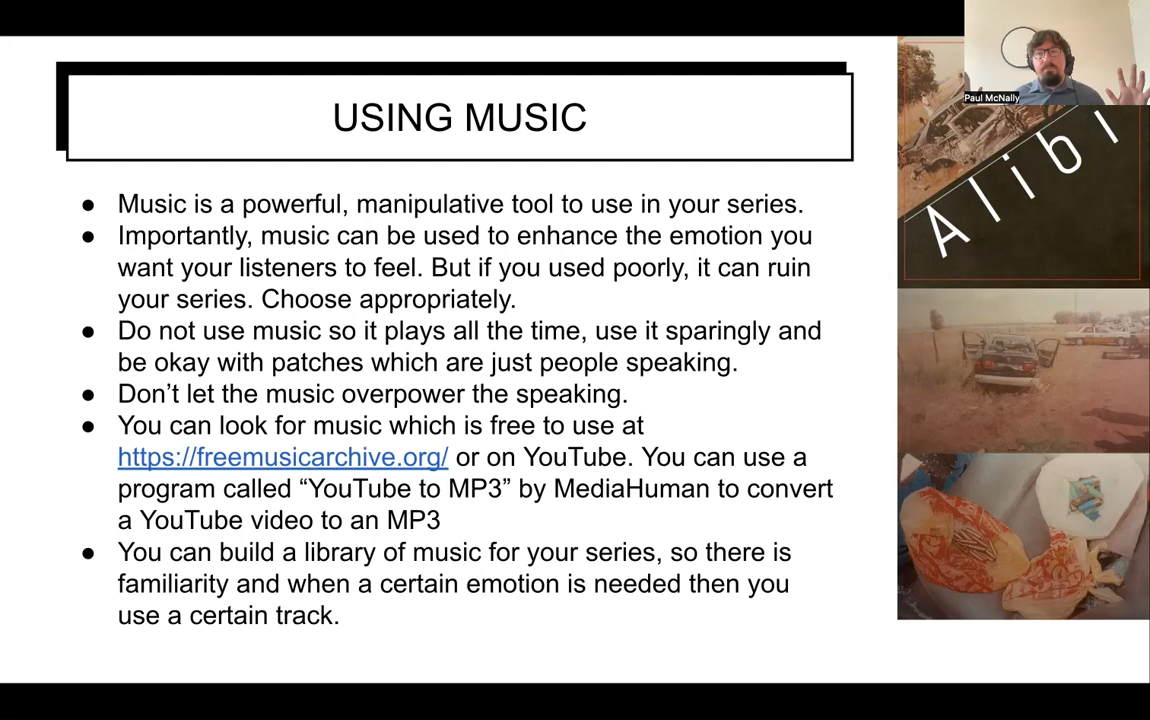 USING MUSIC
● Music is a powerful, manipulative tool to use in your series.
● Importantly, music can be used to enhance the emotion you
want your listeners to feel. But if you used poorly, it can ruin
your series. Choose appropriately.
● Do not use music so it plays all the time, use it sparingly and
be okay with patches which are just people speaking.
● Don’t let the music overpower the speaking.
● You can look for music which is free to use at
https://freemusicarchive.org/ or on YouTube. You can use a
program called “YouTube to MP3” by MediaHuman to convert
a YouTube video to an MP3
● You can build a library of music for your series, so there is
familiarity and when a certain emotion is needed then you
use a certain track.
Paul McNally
Alibi